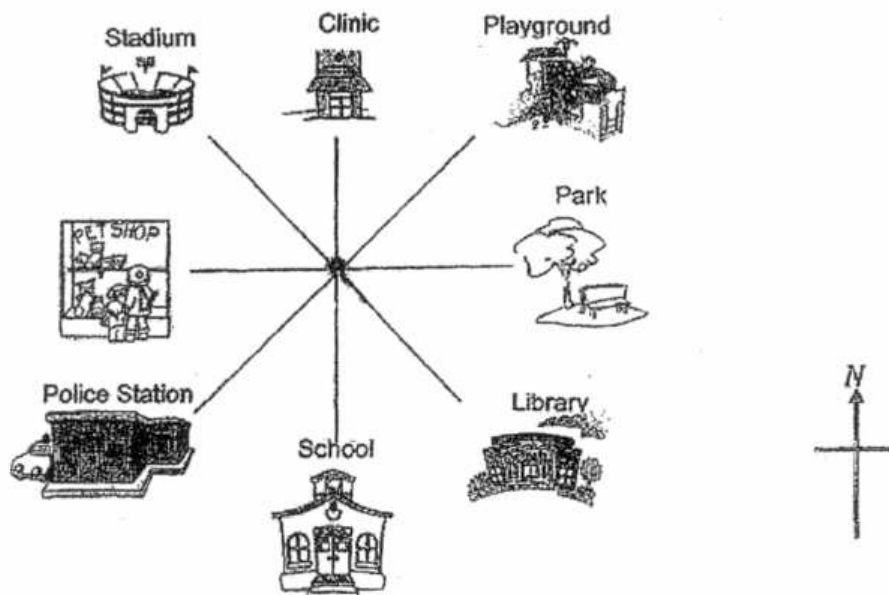 Clinic
Stadium
Playground
PET SHOP
Park
Police Station
Library
School
N